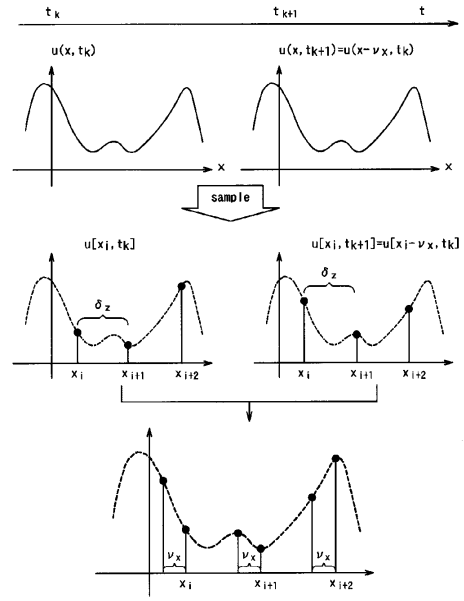 t_k t_{k+1} t
u(x, t_k) u(x, t_{k+1})=u(x-ν_x, t_k)
x x
sample
u[x_i, t_k] u[x_i, t_{k+1}]=u[x_i-ν_x, t_k]
δ_z δ_z
x_i x_{i+1} x_{i+2} x_i x_{i+1} x_{i+2}
ν_x ν_x ν_x
x_i x_{i+1} x_{i+2}